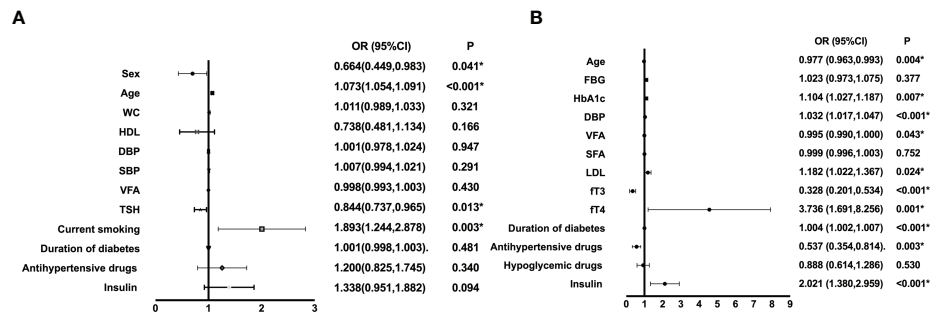 A
OR (95%CI) P
Sex 0.664(0.449,0.983) 0.041*
Age 1.073(1.054,1.091) <0.001*
WC 1.011(0.989,1.033) 0.321
HDL 0.738(0.481,1.134) 0.166
DBP 1.001(0.978,1.024) 0.947
SBP 1.007(0.994,1.021) 0.291
VFA 0.998(0.993,1.003) 0.430
TSH 0.844(0.737,0.965) 0.013*
Current smoking 1.893(1.244,2.878) 0.003*
Duration of diabetes 1.001(0.998,1.003). 0.481
Antihypertensive drugs 1.200(0.825,1.745) 0.340
Insulin 1.338(0.951,1.882) 0.094
0 1 2 3
B
OR (95%CI) P
Age 0.977 (0.963,0.993) 0.004*
FBG 1.023 (0.973,1.075) 0.377
HbA1c 1.104 (1.027,1.187) 0.007*
DBP 1.032 (1.017,1.047) <0.001*
VFA 0.995 (0.990,1.000) 0.043*
SFA 0.999 (0.996,1.003) 0.752
LDL 1.182 (1.022,1.367) 0.024*
fT3 0.328 (0.201,0.534) <0.001*
fT4 3.736 (1.691,8.256) 0.001*
Duration of diabetes 1.004 (1.002,1.007) <0.001*
Antihypertensive drugs 0.537 (0.354,0.814). 0.003*
Hypoglycemic drugs 0.888 (0.614,1.286) 0.530
Insulin 2.021 (1.380,2.959) <0.001*
0 1 2 3 4 5 6 7 8 9